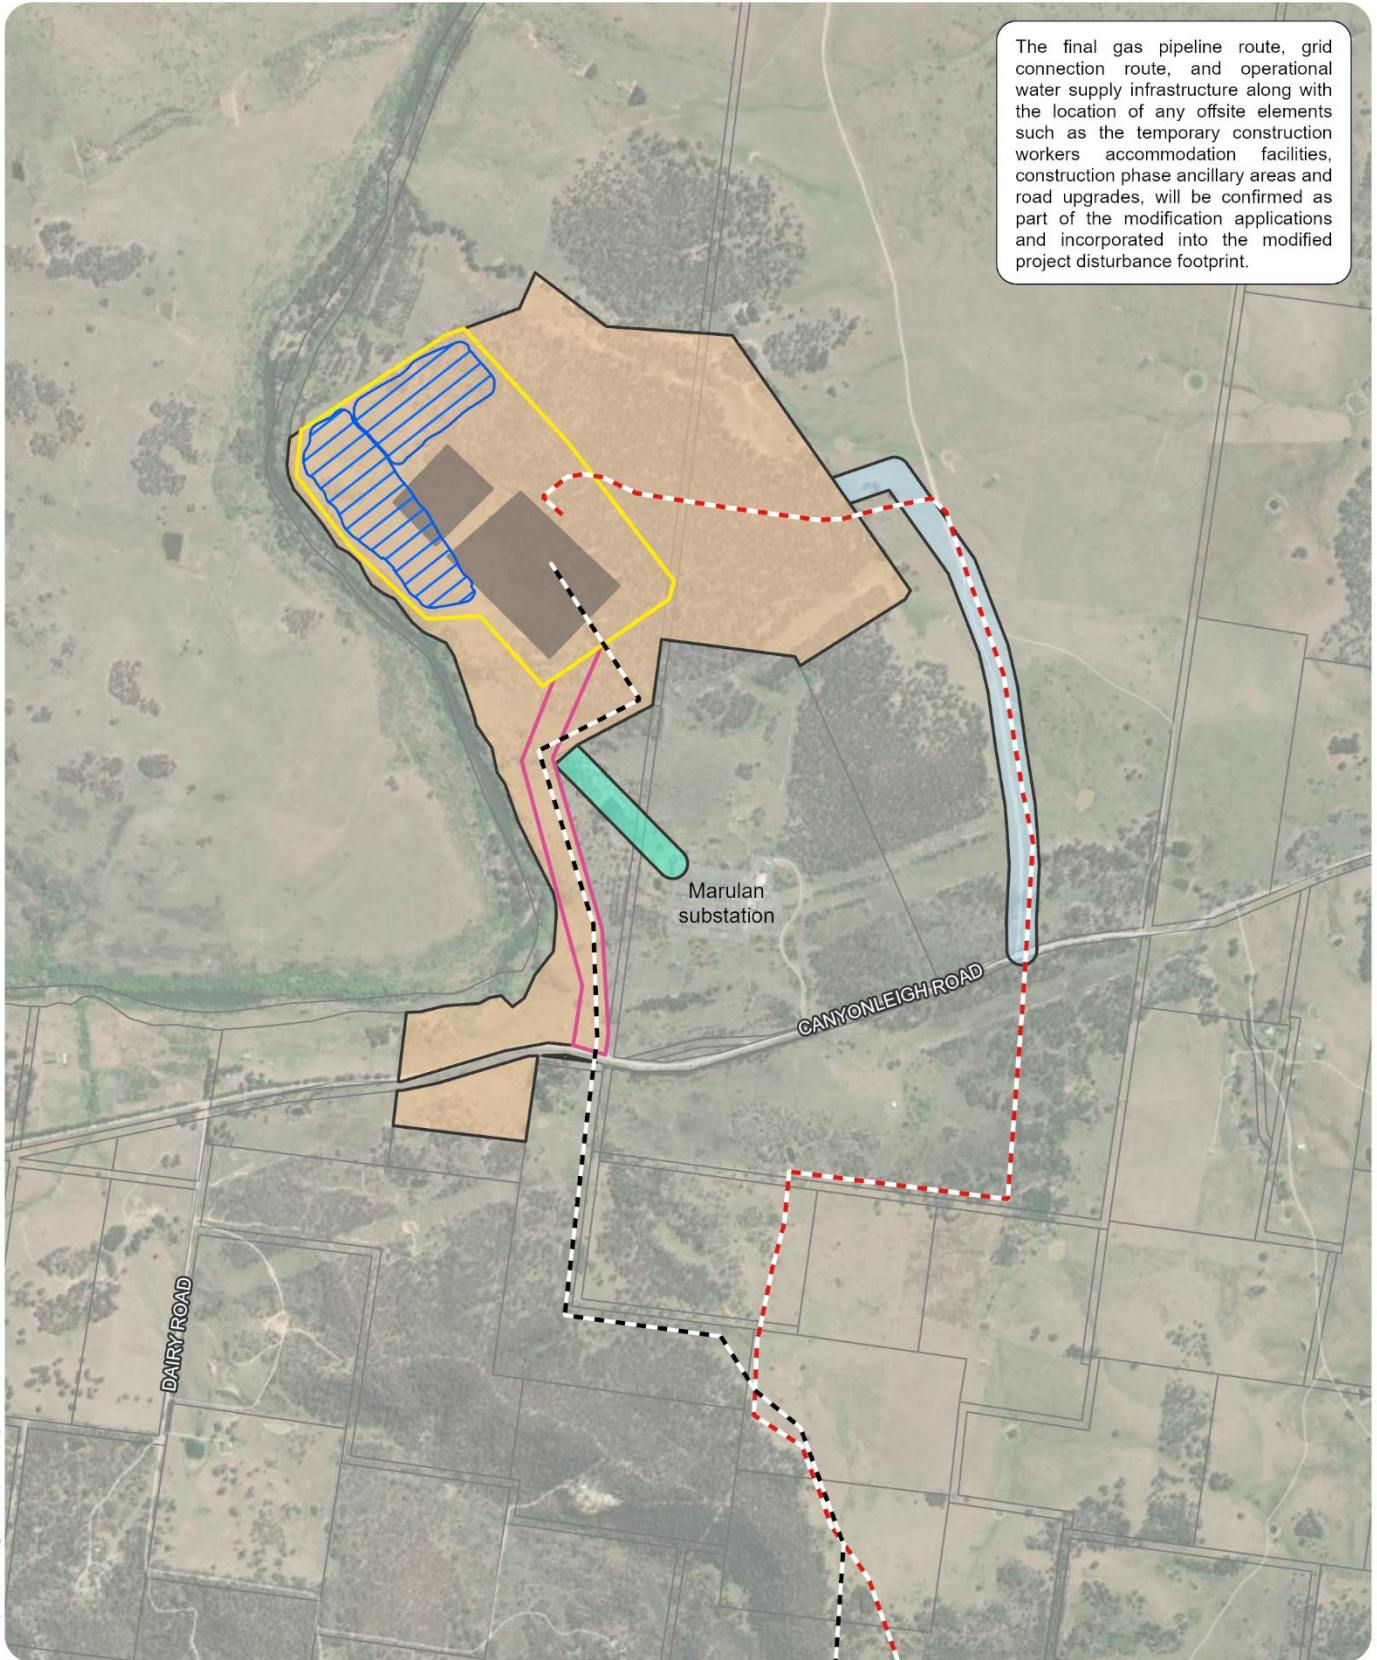 The final gas pipeline route, grid
connection route, and operational
water supply infrastructure along with
the location of any offsite elements
such as the temporary construction
workers accommodation facilities,
construction phase ancillary areas and
road upgrades, will be confirmed as
part of the modification applications
and incorporated into the modified
project disturbance footprint.
Marulan
substation
CANYONLEIGH ROAD
DAIRY ROAD